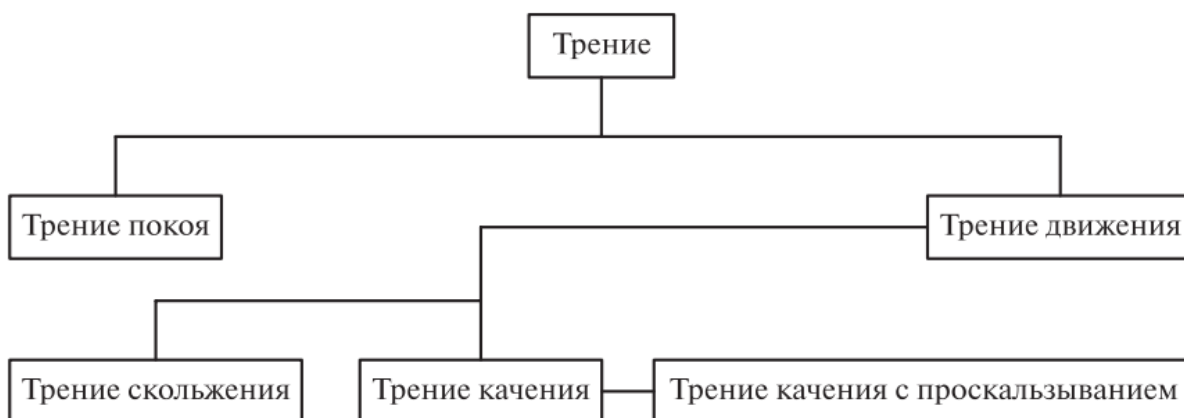 Трение
Трение покоя
Трение движения
Трение скольжения
Трение качения
Трение качения с проскальзыванием